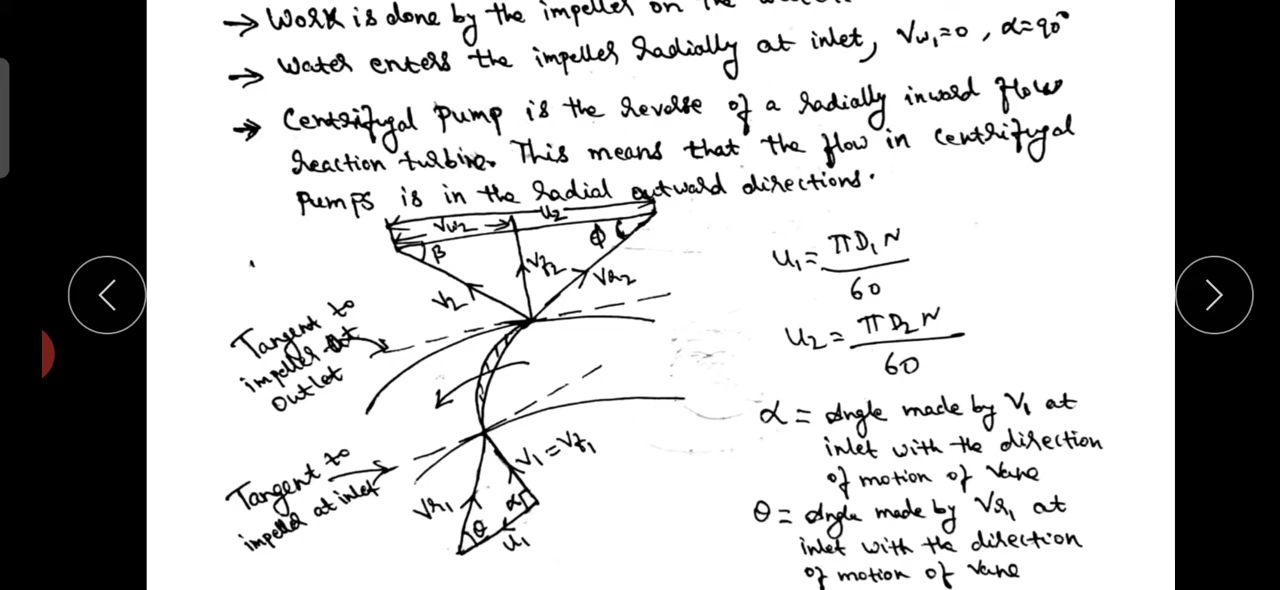 → Work is done by the impeller on the
→ Water enters the impeller radially at inlet, Vw₁=0, α=90°
→ Centrifugal pump is the reverse of a radially inward flow
reaction turbine. This means that the flow in centrifugal
pumps is in the radial outward directions.
u₂
Vw₂
β
ϕ
Vf₂
V₂
Vr₂
Tangent to
impeller at
outlet
Tangent to
impeller at inlet
V₁=Vf₁
Vr₁
α
θ
u₁
u₁ = πD₁N
60
u₂ = πD₂N
60
α = Angle made by V₁ at
inlet with the direction
of motion of vane
θ = Angle made by Vr₁ at
inlet with the direction
of motion of vane